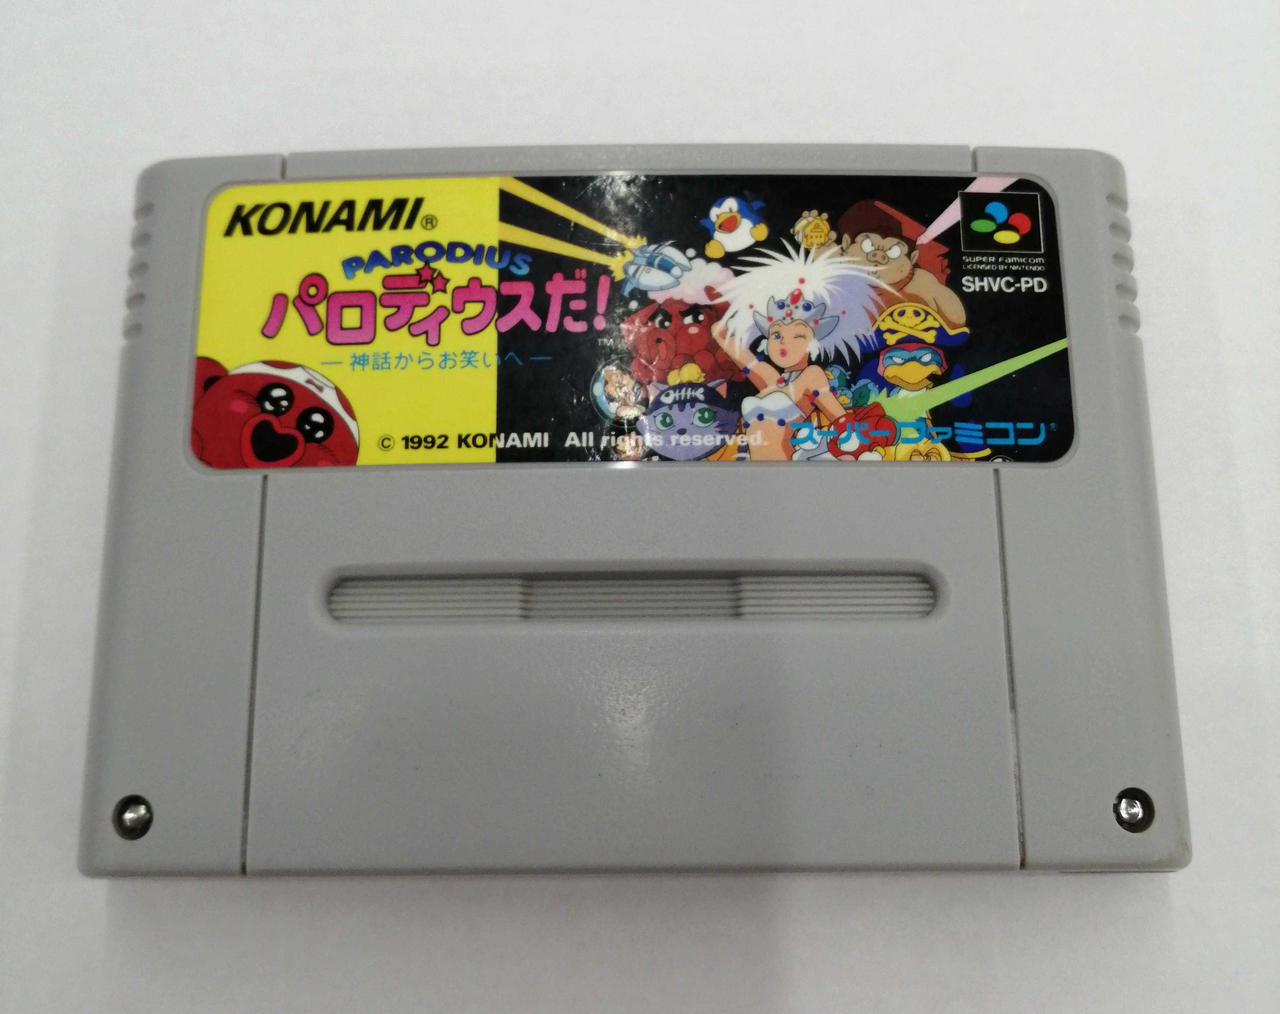 KONAMI®
PARODIUS
パロディウスだ!
TM
—神話からお笑いへ—
© 1992 KONAMI All rights reserved.
SUPER FAMICOM
LICENSED BY NINTENDO
SHVC-PD
スーパーファミコン®